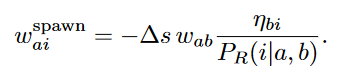 w_{ai}^{\text{spawn}} = -\Delta s \, w_{ab} \frac{\eta_{bi}}{P_R(i|a, b)}.